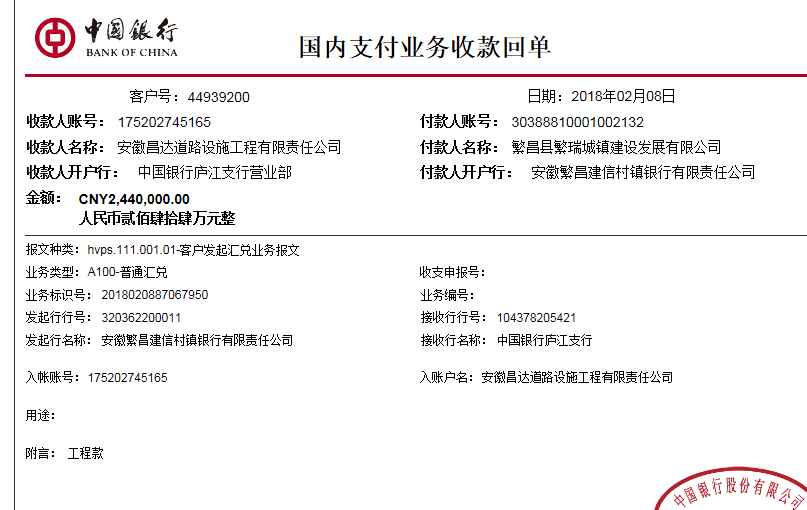 中国银行
BANK OF CHINA
国内支付业务收款回单
客户号：44939200 日期：2018年02月08日
收款人账号：175202745165 付款人账号：30388810001002132
收款人名称：安徽昌达道路设施工程有限责任公司 付款人名称：繁昌县繁瑞城镇建设发展有限公司
收款人开户行：中国银行庐江支行营业部 付款人开户行：安徽繁昌建信村镇银行有限责任公司
金额：CNY2,440,000.00
人民币贰佰肆拾肆万元整
报文种类：hvps.111.001.01-客户发起汇兑业务报文
业务类型：A100-普通汇兑 收支申报号：
业务标识号：2018020887067950 业务编号：
发起行行号：320362200011 接收行行号：104378205421
发起行名称：安徽繁昌建信村镇银行有限责任公司 接收行名称：中国银行庐江支行
入帐账号：175202745165 入账户名：安徽昌达道路设施工程有限责任公司
用途：
附言：工程款
中国银行股份有限公司